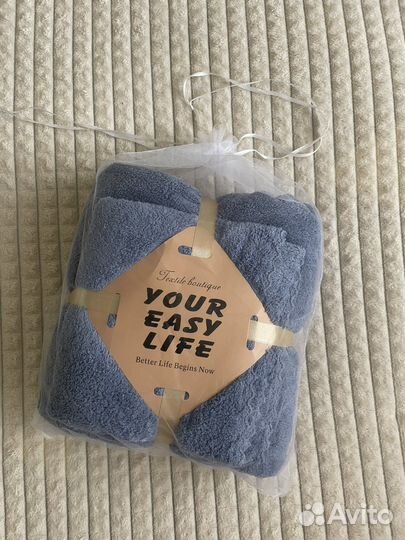 Textile boutique
YOUR
EASY
LIFE
Better Life Begins Now
Avito